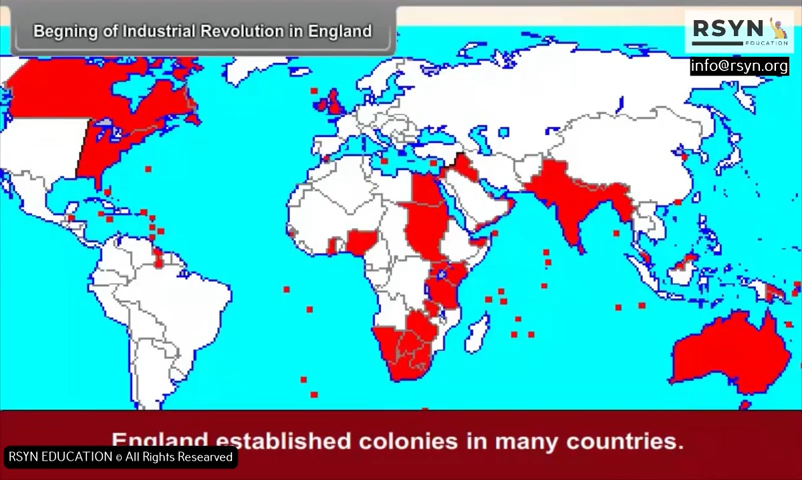 Begning of Industrial Revolution in England
RSYN
EDUCATION
info@rsyn.org
England established colonies in many countries.
RSYN EDUCATION © All Rights Researved